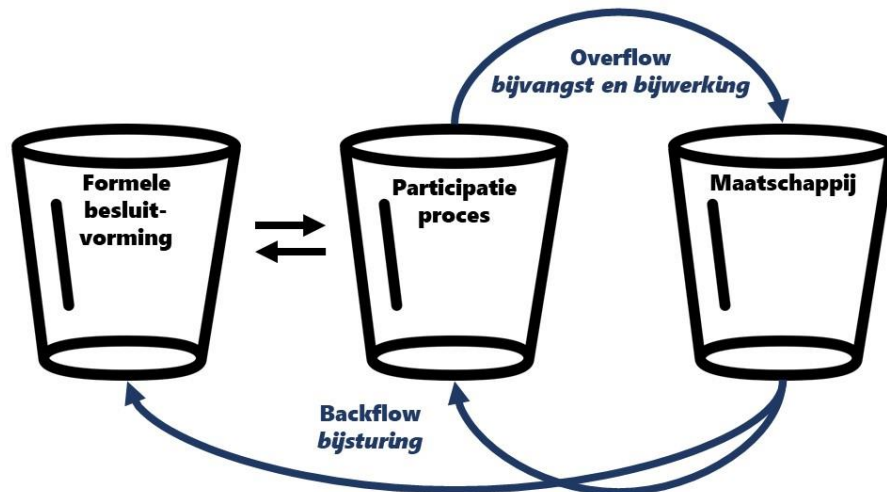 Overflow
bijvangst en bijwerking
Formele
besluit-
vorming
Participatie
proces
Maatschappij
Backflow
bijsturing